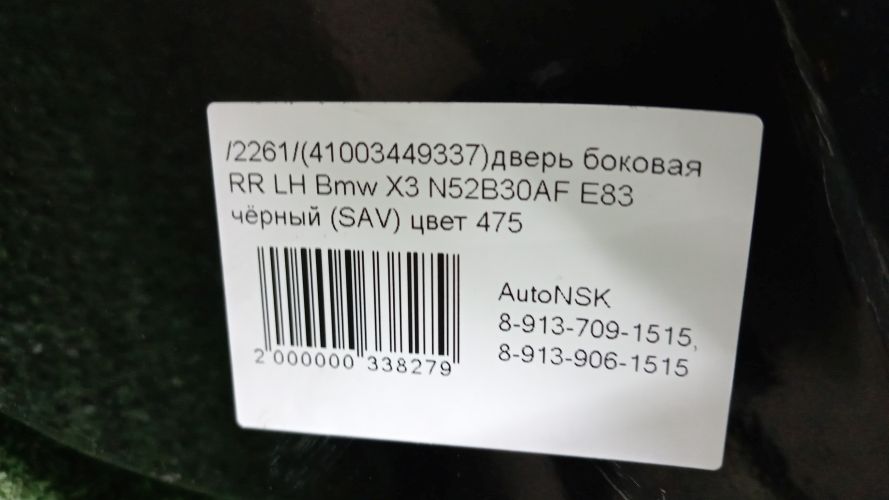 /2261/(41003449337)дверь боковая
RR LH Bmw X3 N52B30AF E83
чёрный (SAV) цвет 475
AutoNSK
8-913-709-1515,
8-913-906-1515
2 000000 338279